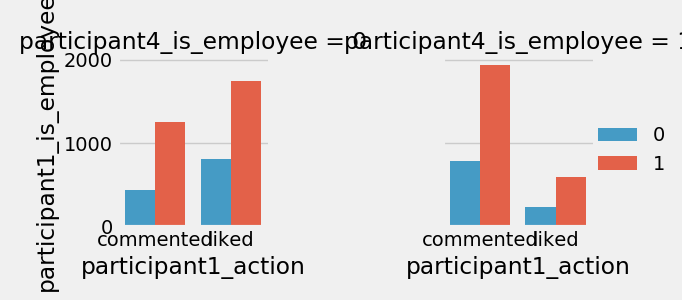 participant4_is_employee = 0
participant4_is_employee = 1
participant1_is_employee
2000
1000
0
commented
liked
commented
liked
participant1_action
participant1_action
0
1